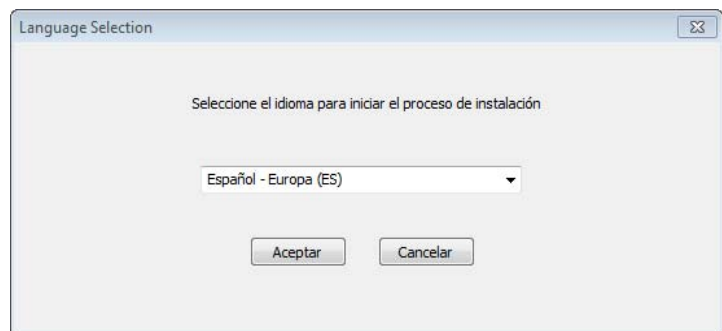 Language Selection
Seleccione el idioma para iniciar el proceso de instalación
Español - Europa (ES)
Aceptar Cancelar